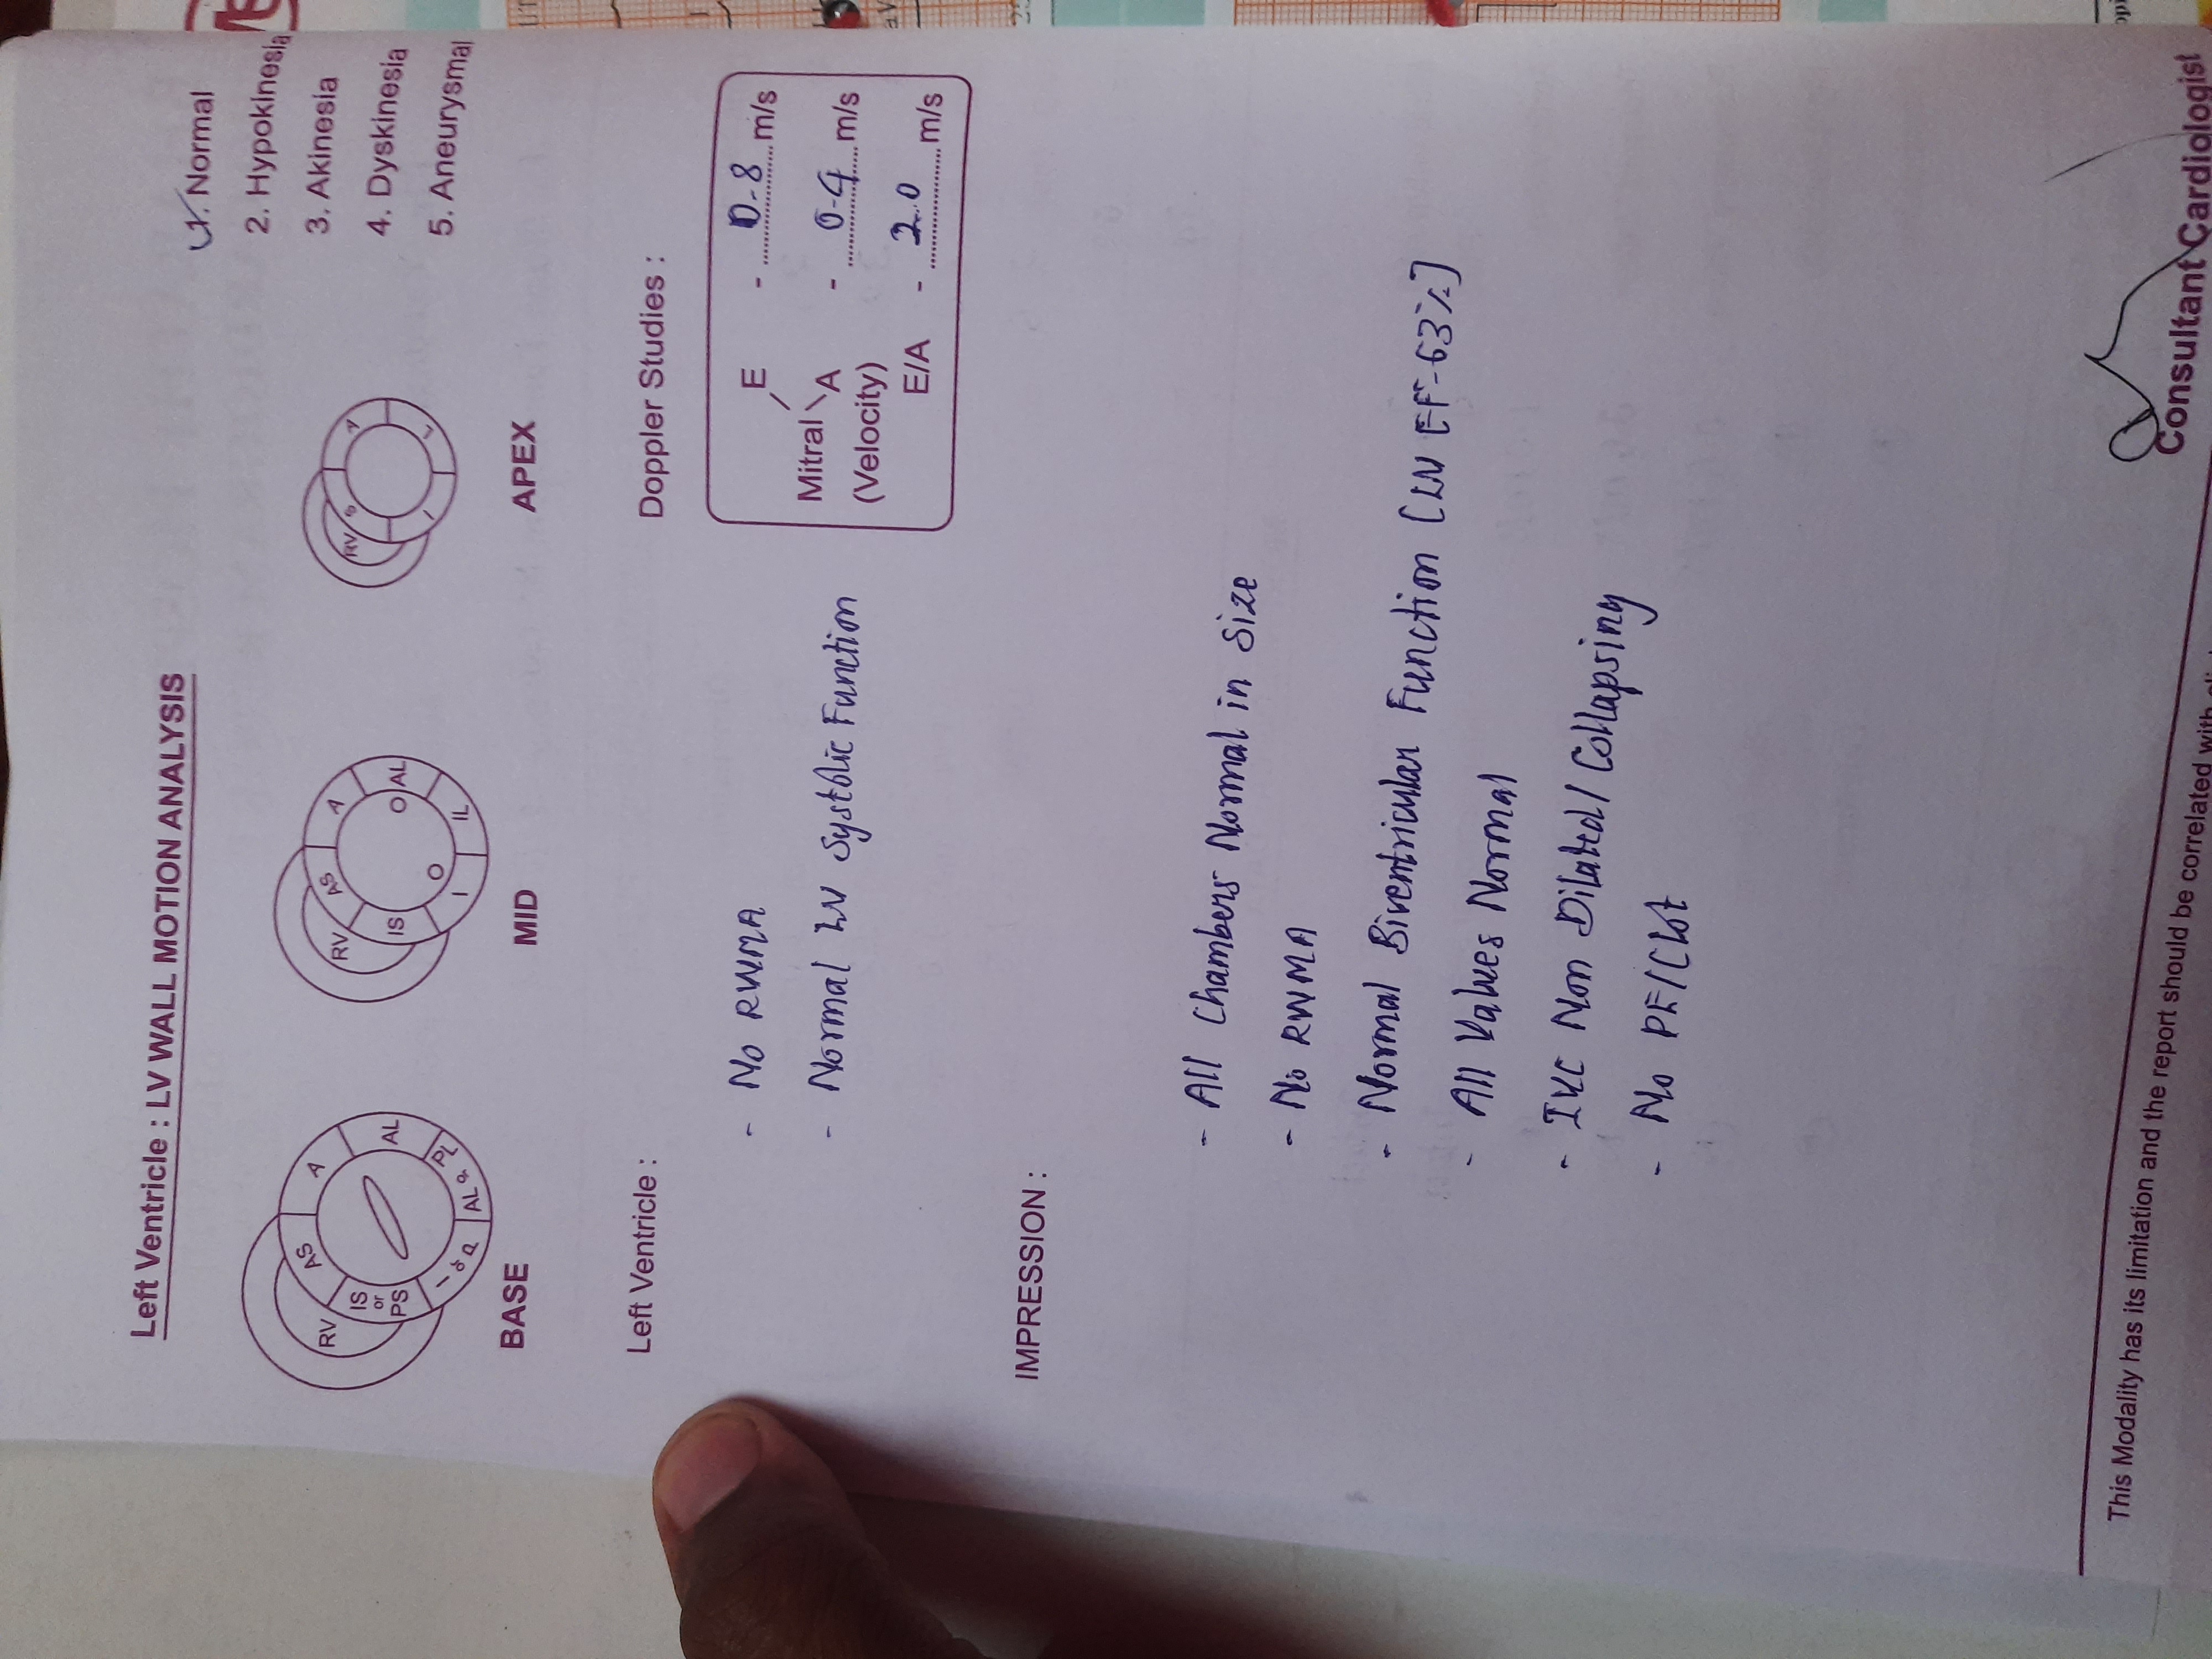 Left Ventricle : LV WALL MOTION ANALYSIS
1. Normal
2. Hypokinesia
3. Akinesia
4. Dyskinesia
5. Aneurysmal
RV AS A AL PL or AL I or P IS or PS
BASE
RV AS A AL IL I IS
MID
RV S A L I
APEX
Left Ventricle :
- No RWMA
- Normal LV Systolic Function
Doppler Studies :
E - 0-8 m/s
Mitral A - 0-4 m/s
(Velocity)
E/A - 2.0 m/s
IMPRESSION :
- All Chambers Normal in Size
- No RWMA
- Normal Biventricular Function [LV EF-63%]
- All Valves Normal
- IVC Non Dilated / Collapsing
- No PE/Clot
This Modality has its limitation and the report should be correlated with
Consultant Cardiologist